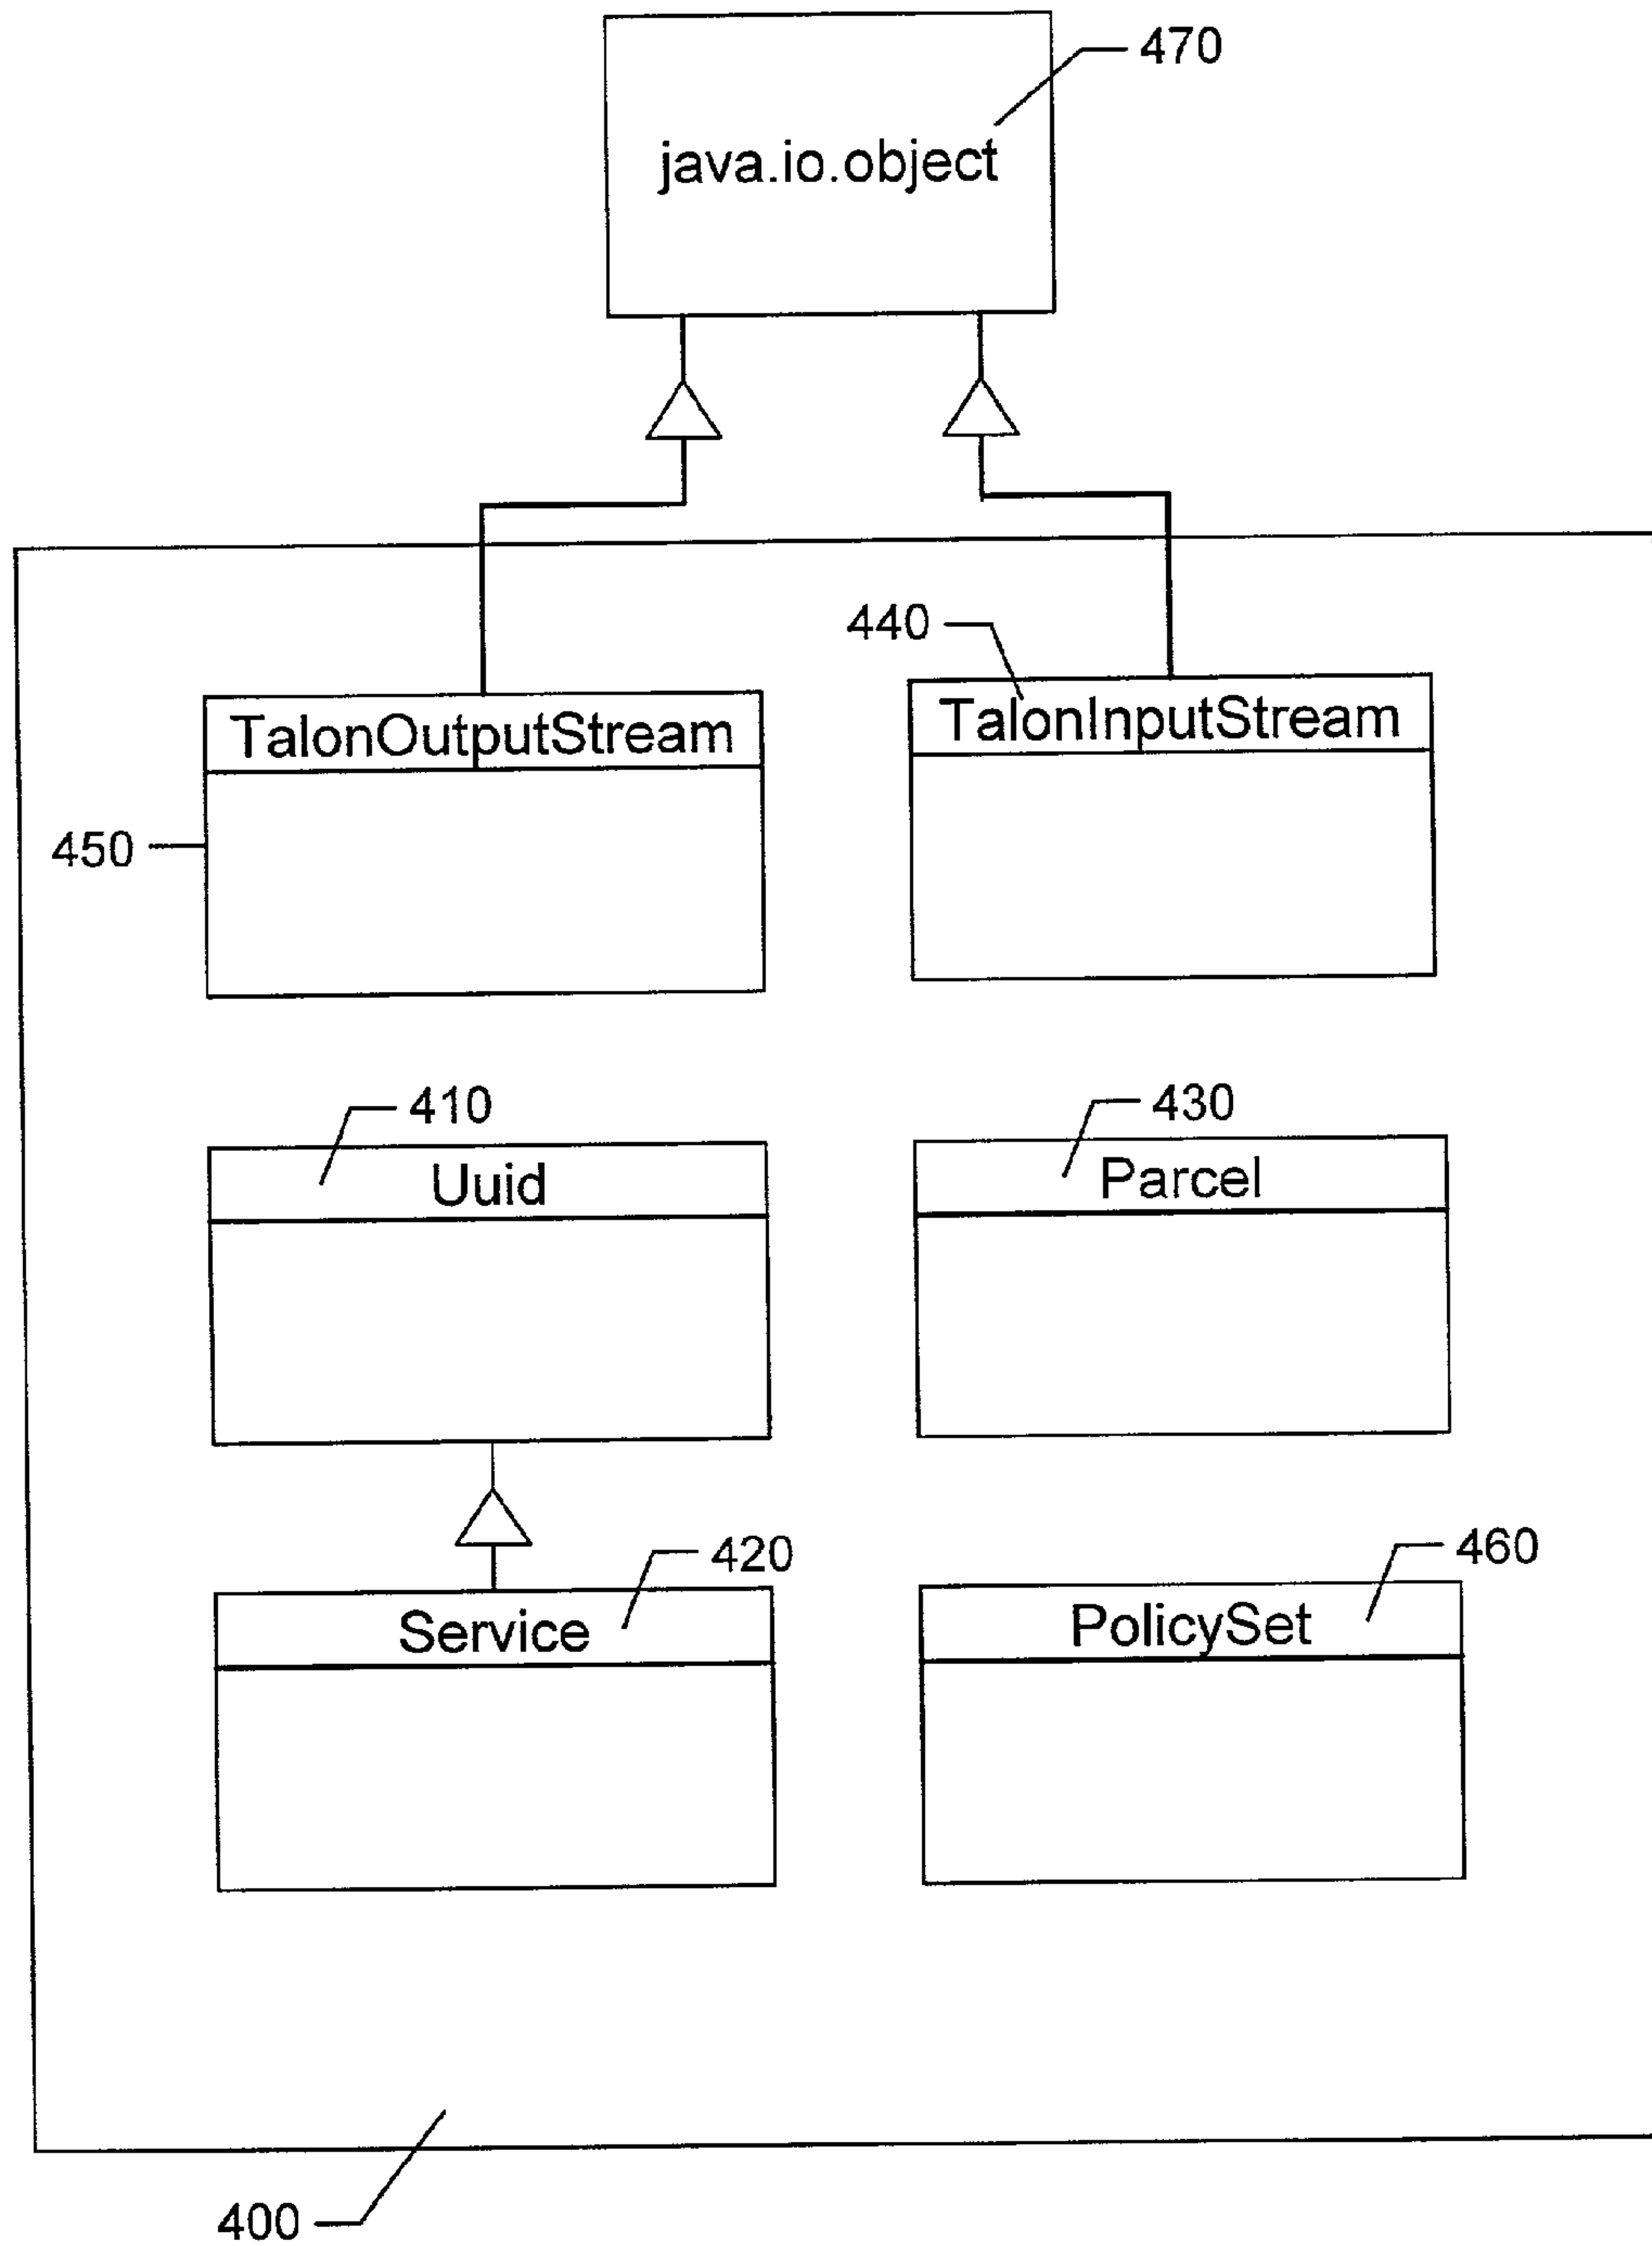 470
java.io.object
440
TalonOutputStream
TalonInputStream
450
410
430
Uuid
Parcel
420
460
Service
PolicySet
400